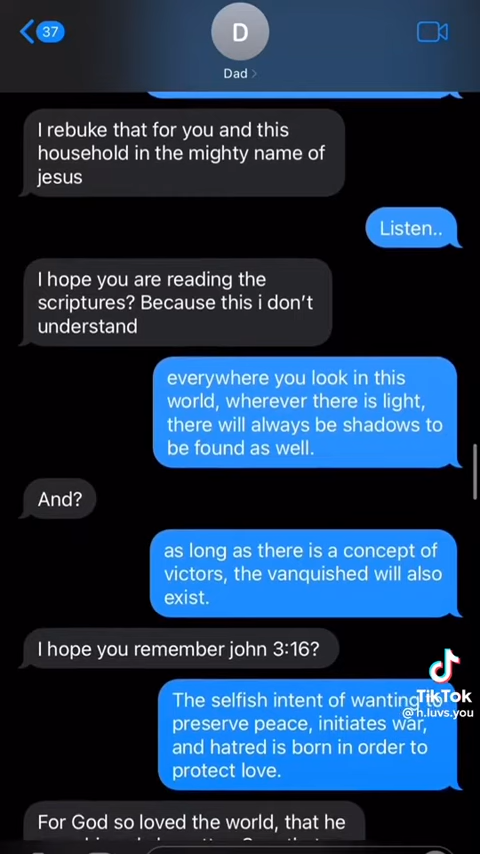 37
D
Dad
I rebuke that for you and this
household in the mighty name of
jesus
Listen..
I hope you are reading the
scriptures? Because this i don't
understand
everywhere you look in this
world, wherever there is light,
there will always be shadows to
be found as well.
And?
as long as there is a concept of
victors, the vanquished will also
exist.
I hope you remember john 3:16?
The selfish intent of wanting to
preserve peace, initiates war,
and hatred is born in order to
protect love.
TikTok
@h.luvs.you
For God so loved the world, that he